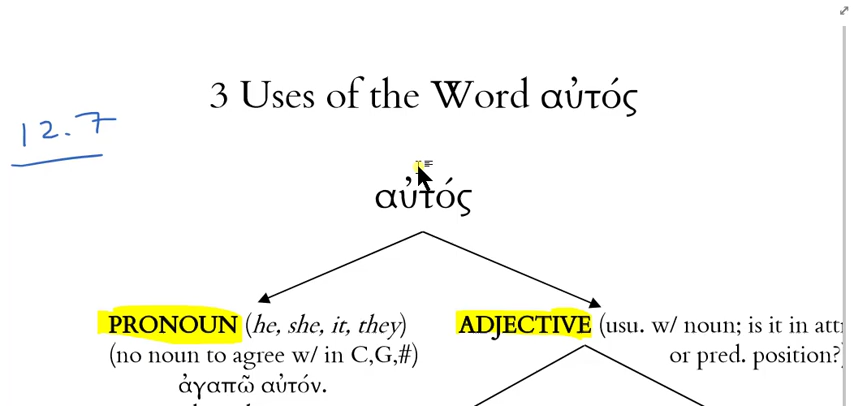 3 Uses of the Word αὐτός
12.7
αὐτός
PRONOUN (he, she, it, they)
(no noun to agree w/ in C,G,#)
ἀγαπῶ αὐτόν.
ADJECTIVE (usu. w/ noun; is it in
or pred. position?)